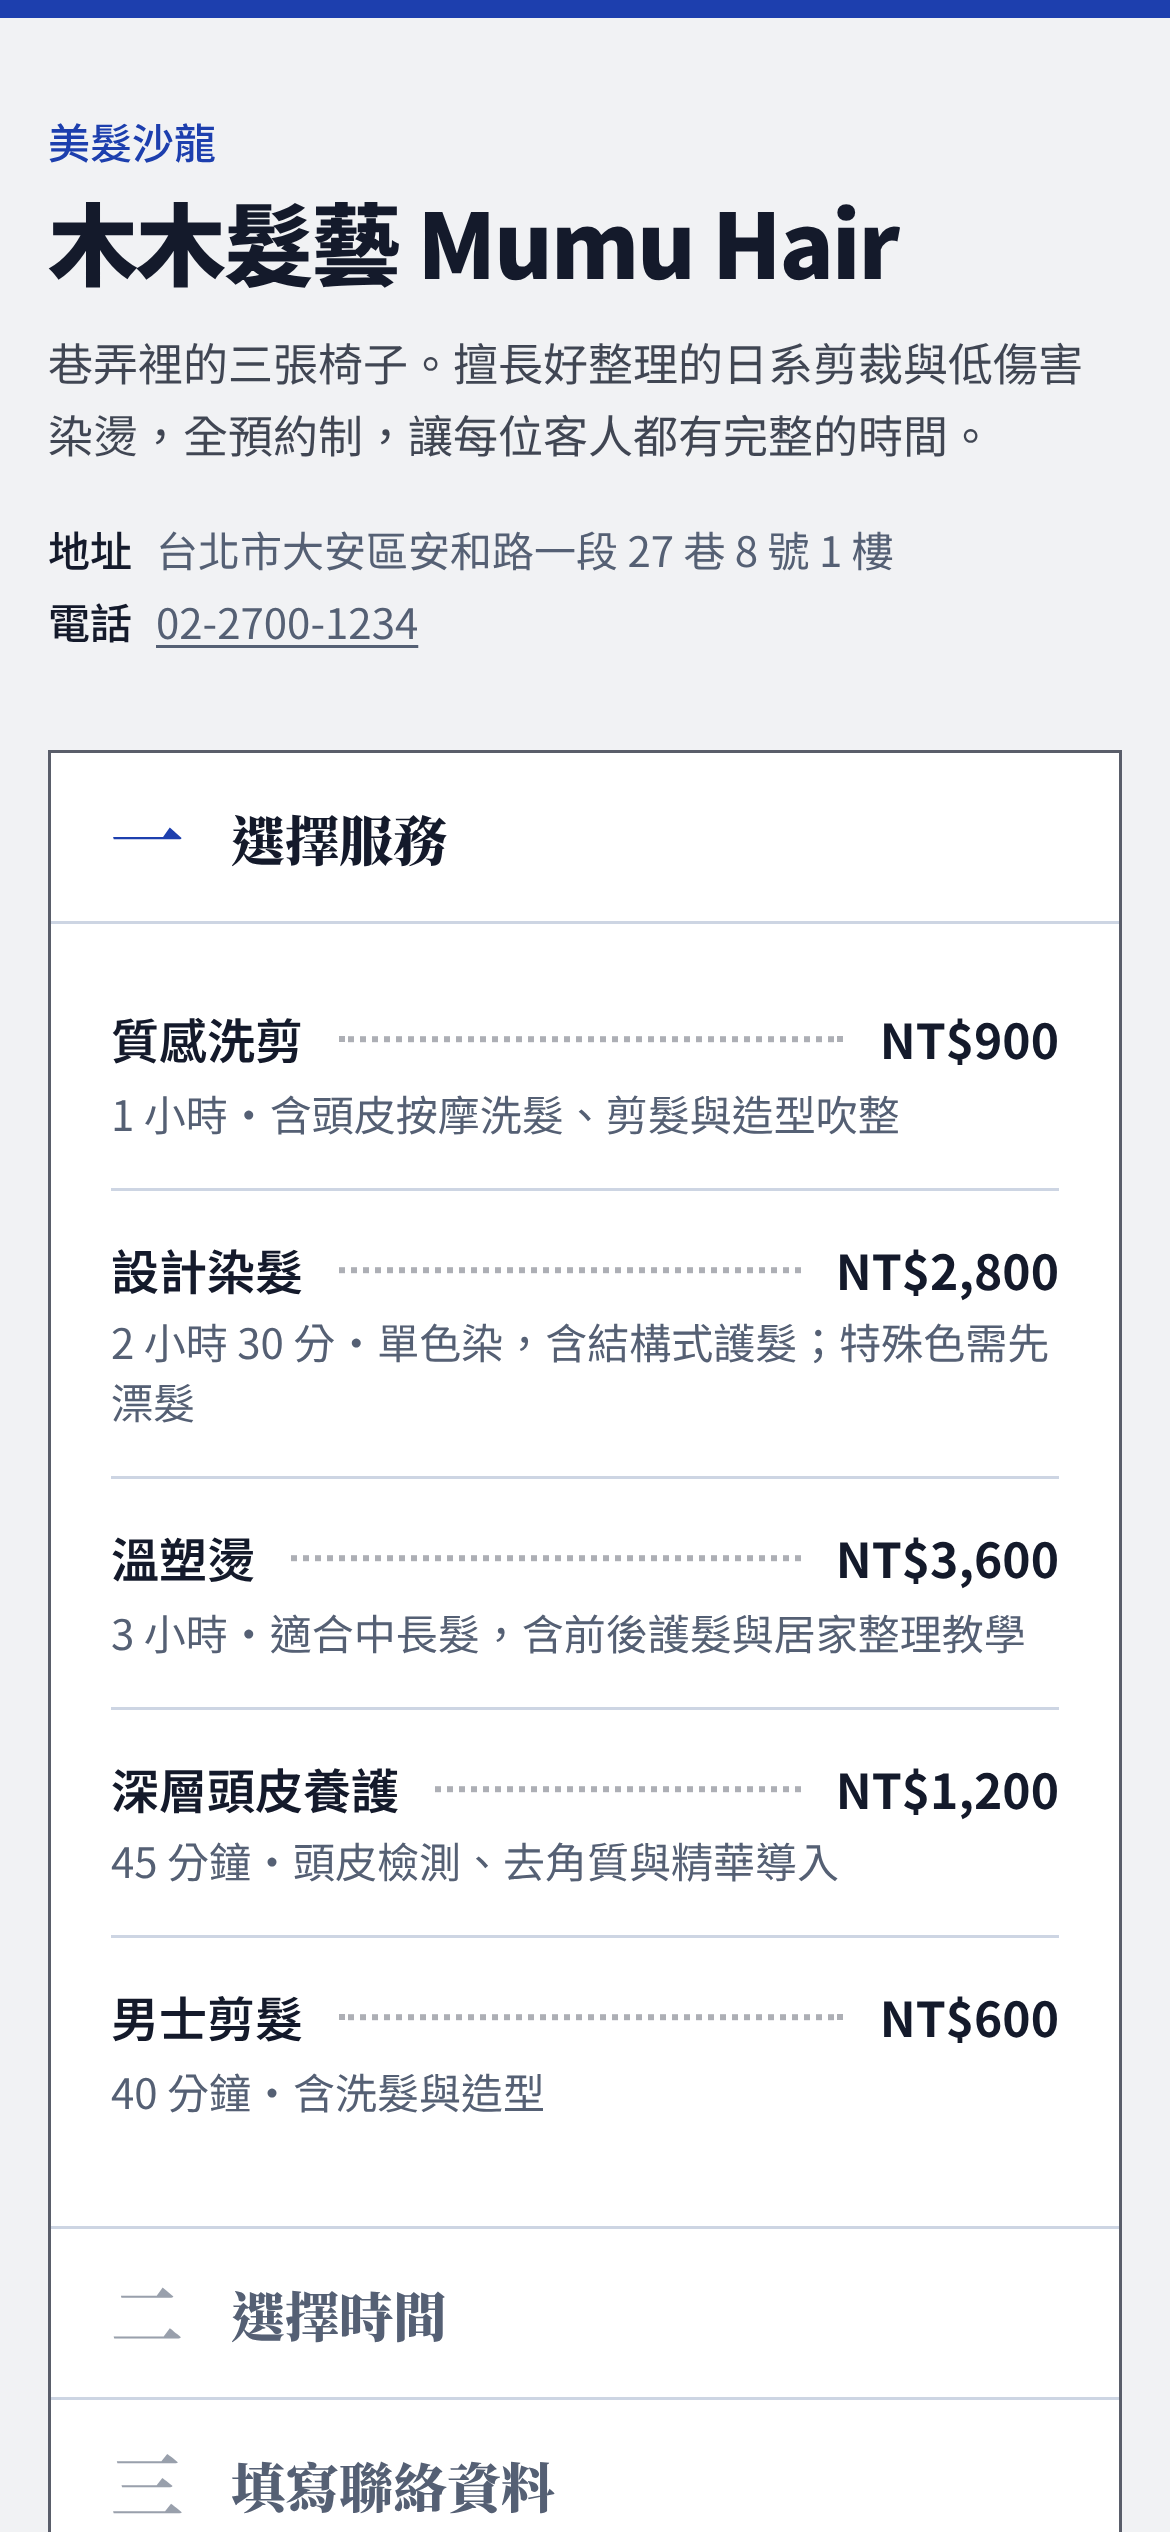 美髮沙龍
木木髮藝 Mumu Hair
巷弄裡的三張椅子。擅長好整理的日系剪裁與低傷害
染燙，全預約制，讓每位客人都有完整的時間。
地址 台北市大安區安和路一段 27 巷 8 號 1 樓
電話 02-2700-1234
一 選擇服務
質感洗剪 NT$900
1 小時・含頭皮按摩洗髮、剪髮與造型吹整
設計染髮 NT$2,800
2 小時 30 分・單色染，含結構式護髮；特殊色需先
漂髮
溫塑燙 NT$3,600
3 小時・適合中長髮，含前後護髮與居家整理教學
深層頭皮養護 NT$1,200
45 分鐘・頭皮檢測、去角質與精華導入
男士剪髮 NT$600
40 分鐘・含洗髮與造型
二 選擇時間
三 填寫聯絡資料